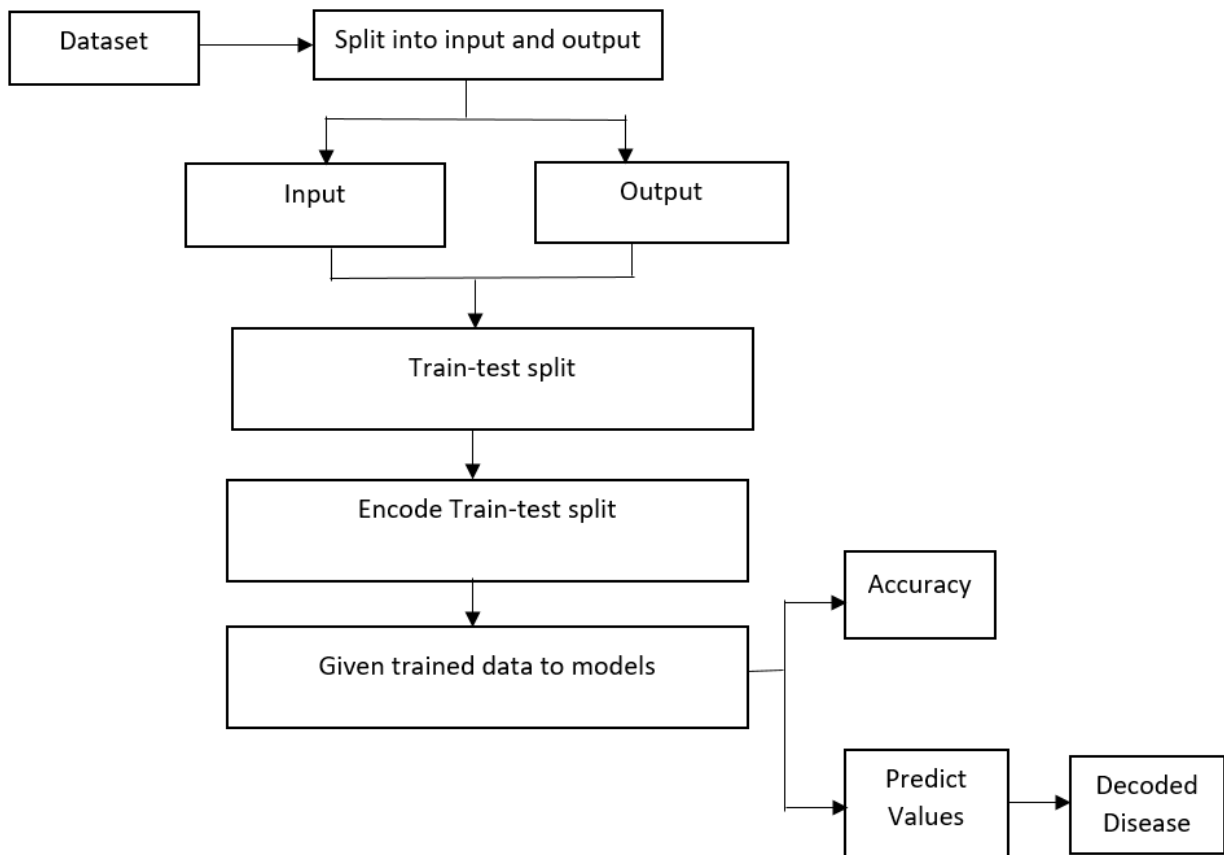 Dataset
Split into input and output
Input
Output
Train-test split
Encode Train-test split
Given trained data to models
Accuracy
Predict
Values
Decoded
Disease